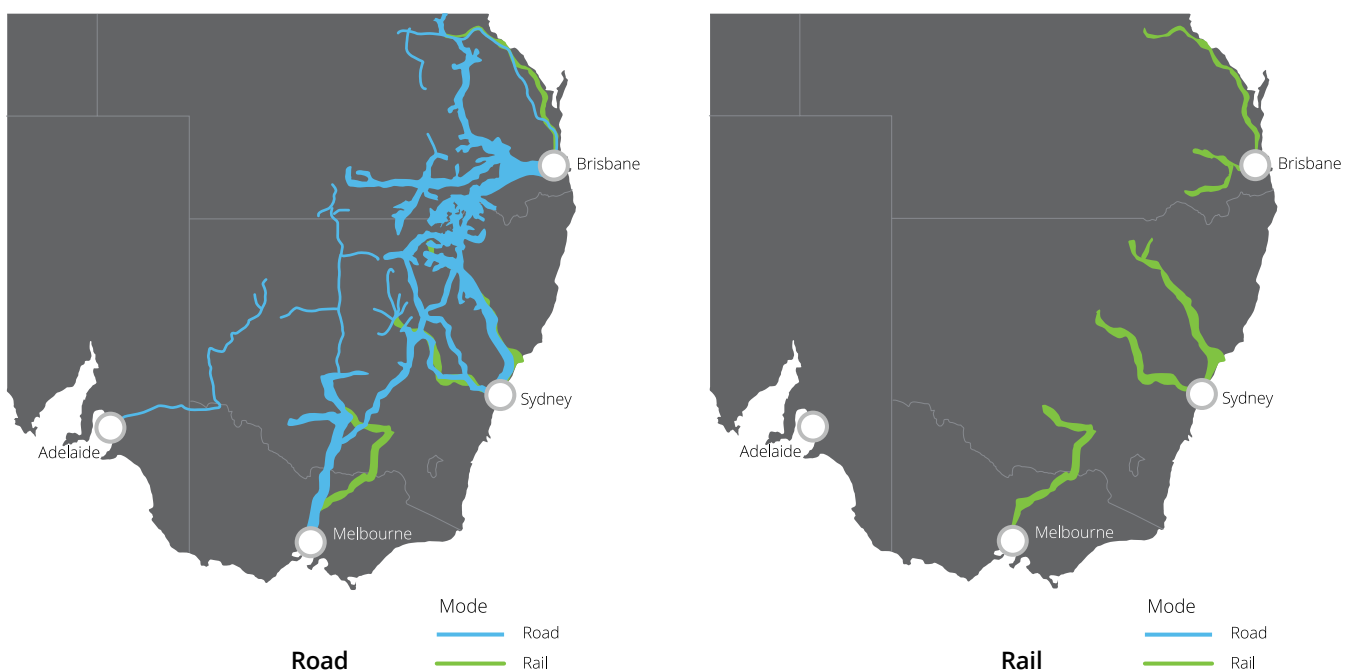 Brisbane
Sydney
Adelaide
Melbourne
Mode
Road
Rail
Road
Brisbane
Sydney
Adelaide
Melbourne
Mode
Road
Rail
Rail